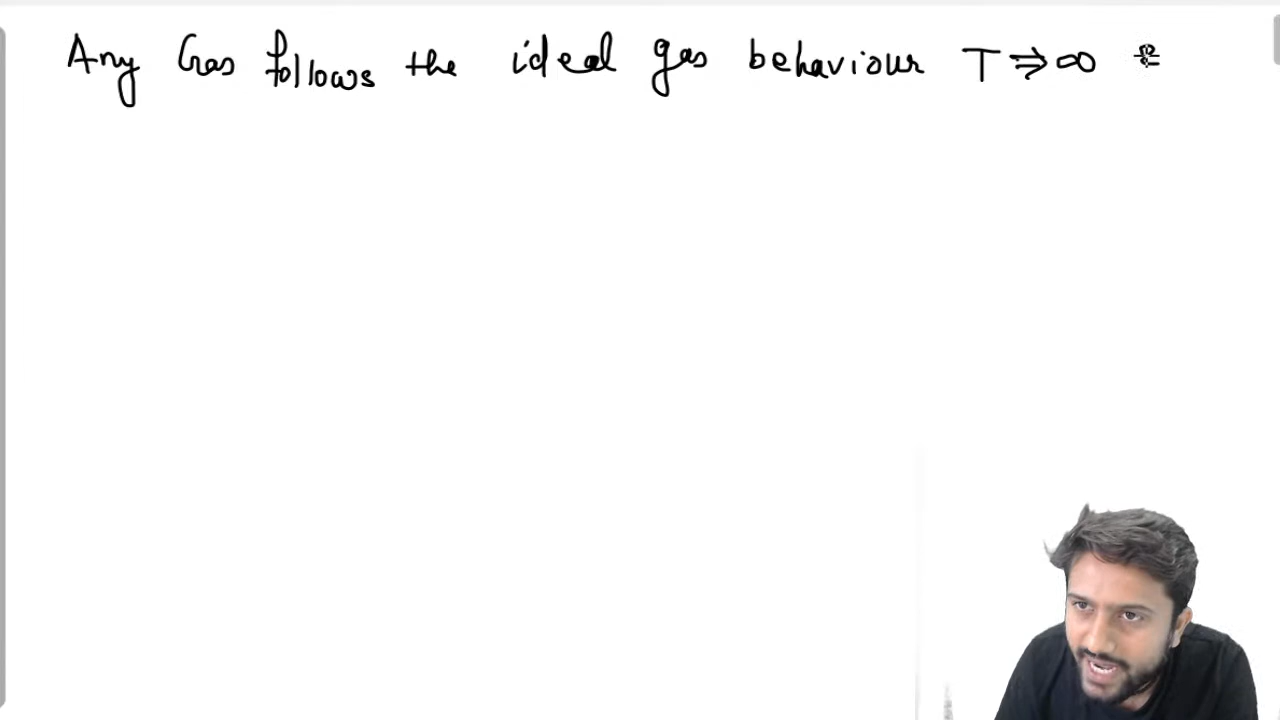 Any Gas follows the ideal gas behaviour T ⇒ ∞